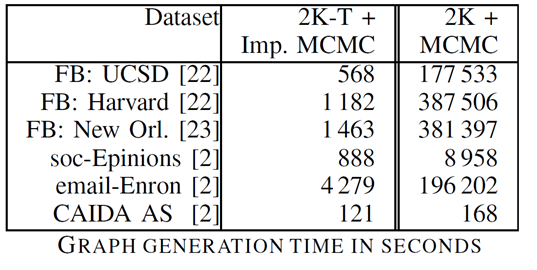 Dataset 2K-T + 2K +
Imp. MCMC MCMC
FB: UCSD [22] 568 177 533
FB: Harvard [22] 1 182 387 506
FB: New Orl. [23] 1 463 381 397
soc-Epinions [2] 888 8 958
email-Enron [2] 4 279 196 202
CAIDA AS [2] 121 168
GRAPH GENERATION TIME IN SECONDS